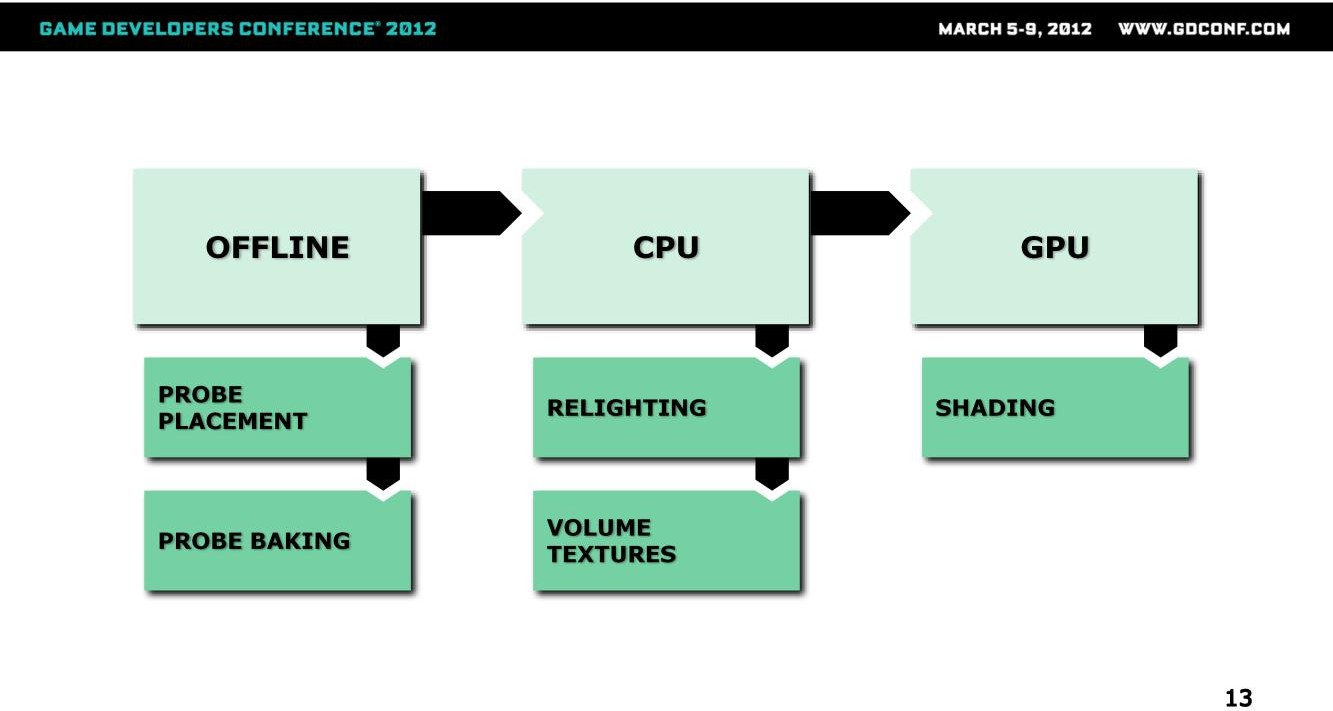 GAME DEVELOPERS CONFERENCE® 2012
MARCH 5-9, 2012 WWW.GDCONF.COM
OFFLINE
PROBE
PLACEMENT
PROBE BAKING
CPU
RELIGHTING
VOLUME
TEXTURES
GPU
SHADING
13